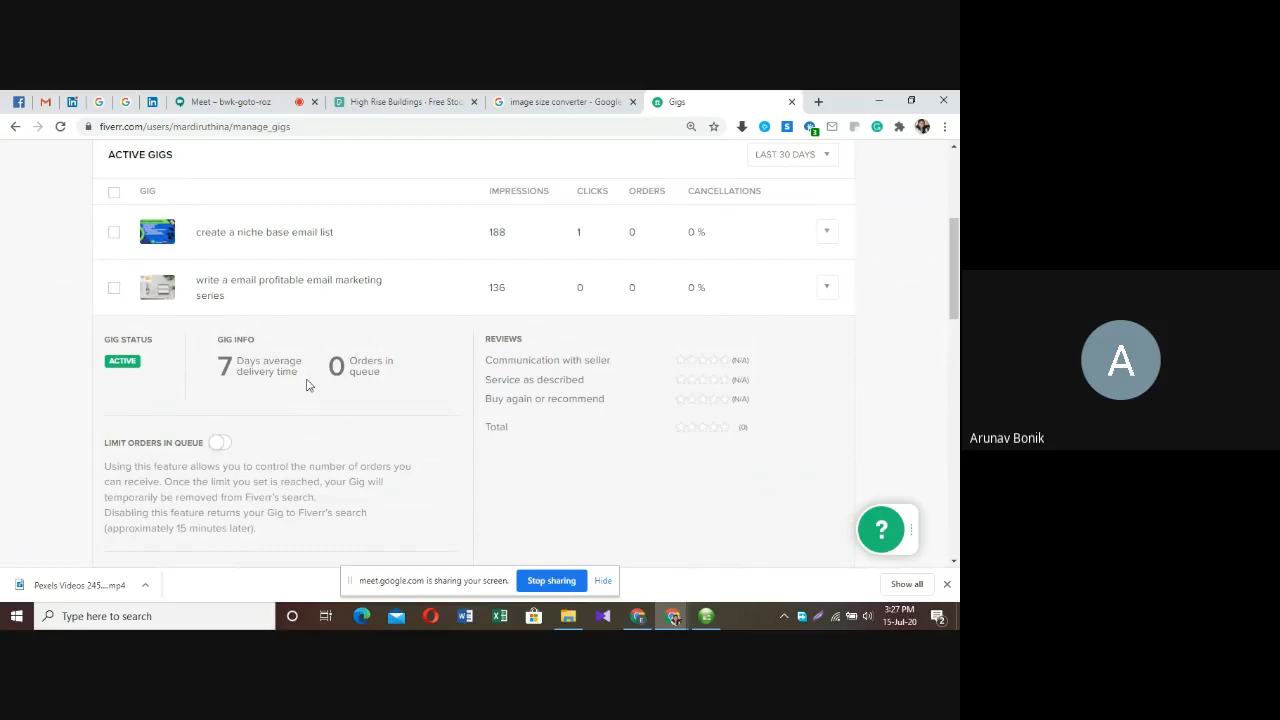 Meet – bwk-goto-roz
High Rise Buildings · Free Stoc
image size converter - Google
Gigs
fiverr.com/users/mardiruthina/manage_gigs
3
ACTIVE GIGS
LAST 30 DAYS
GIG IMPRESSIONS CLICKS ORDERS CANCELLATIONS
create a niche base email list 188 1 0 0 %
write a email profitable email marketing
series
136 0 0 0 %
GIG STATUS
ACTIVE
GIG INFO
7 Days average
delivery time
0 Orders in
queue
REVIEWS
Communication with seller (N/A)
Service as described (N/A)
Buy again or recommend (N/A)
Total (0)
LIMIT ORDERS IN QUEUE
Using this feature allows you to control the number of orders you
can receive. Once the limit you set is reached, your Gig will
temporarily be removed from Fiverr's search.
Disabling this feature returns your Gig to Fiverr's search
(approximately 15 minutes later).
?
A
Arunav Bonik
Pexels Videos 245....mp4
meet.google.com is sharing your screen.
Stop sharing
Hide
Show all
Type here to search
3:27 PM
15-Jul-20
2